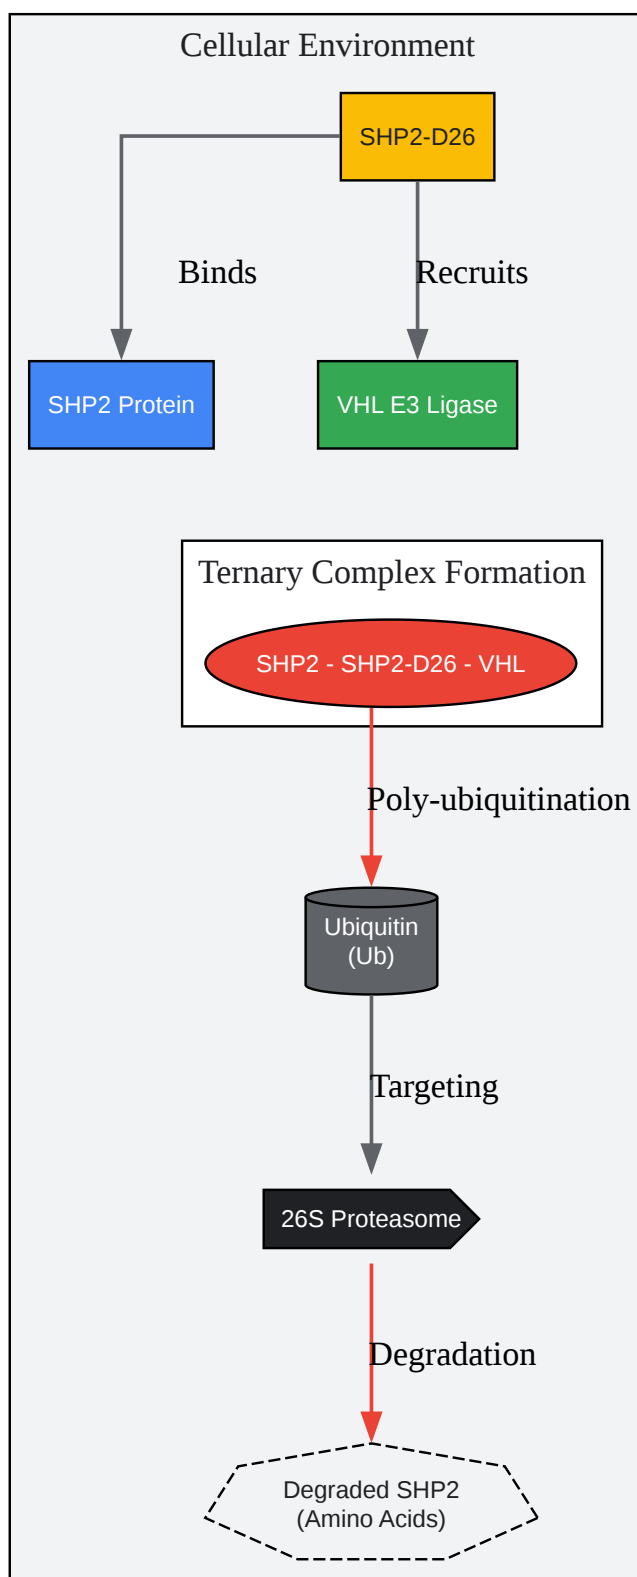 Cellular Environment
SHP2-D26
Binds
Recruits
SHP2 Protein
VHL E3 Ligase
Ternary Complex Formation
SHP2 - SHP2-D26 - VHL
Poly-ubiquitination
Ubiquitin
(Ub)
Targeting
26S Proteasome
Degradation
Degraded SHP2
(Amino Acids)